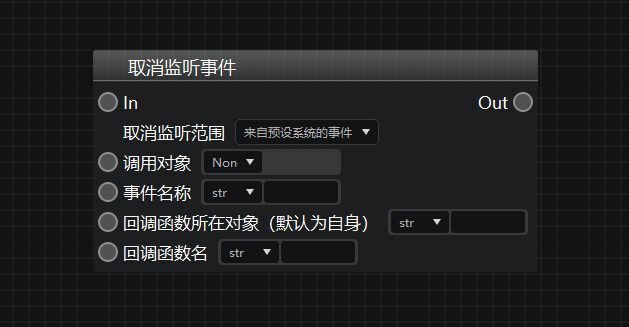 取消监听事件
In Out
取消监听范围 来自预设系统的事件
调用对象 Non
事件名称 str
回调函数所在对象（默认为自身） str
回调函数名 str